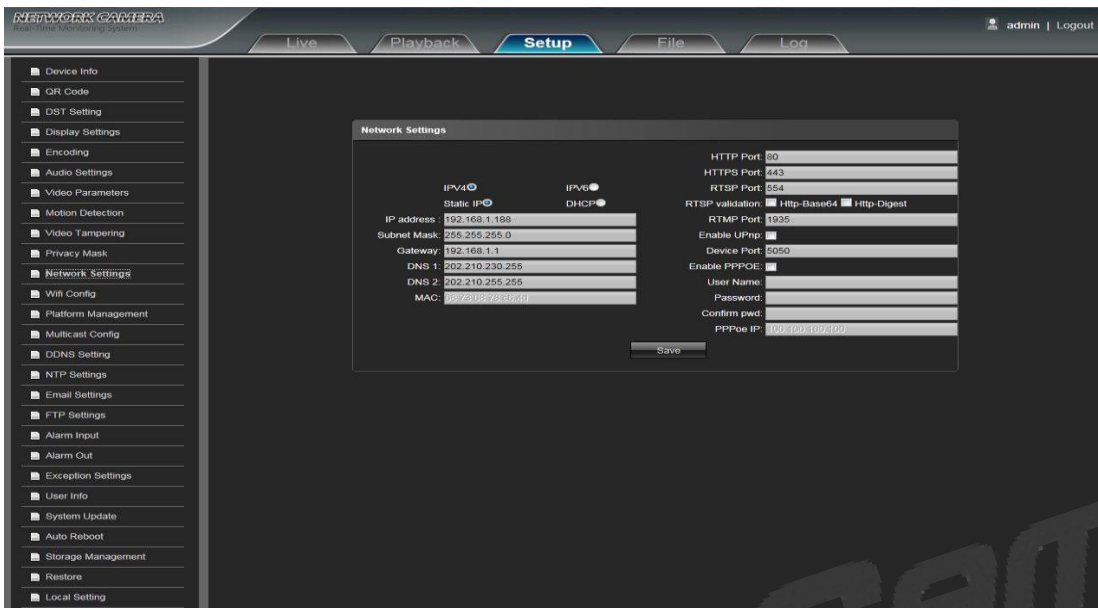 NETWORK CAMERA
Real-Time Monitoring System
Live
Playback
Setup
File
Log
admin | Logout
Device Info
QR Code
DST Setting
Display Settings
Encoding
Audio Settings
Video Parameters
Motion Detection
Video Tampering
Privacy Mask
Network Settings
Wifi Config
Platform Management
Multicast Config
DDNS Setting
NTP Settings
Email Settings
FTP Settings
Alarm Input
Alarm Out
Exception Settings
User Info
System Update
Auto Reboot
Storage Management
Restore
Local Setting
Network Settings
IPV4 IPV6
Static IP DHCP
IP address : 192.168.1.188
Subnet Mask: 255.255.255.0
Gateway: 192.168.1.1
DNS 1: 202.210.230.255
DNS 2: 202.210.255.255
MAC:
HTTP Port: 80
HTTPS Port: 443
RTSP Port: 554
RTSP validation: Http-Base64 Http-Digest
RTMP Port: 1935
Enable UPnp:
Device Port: 5050
Enable PPPOE:
User Name:
Password:
Confirm pwd:
PPPoe IP: 100.100.100.100
Save